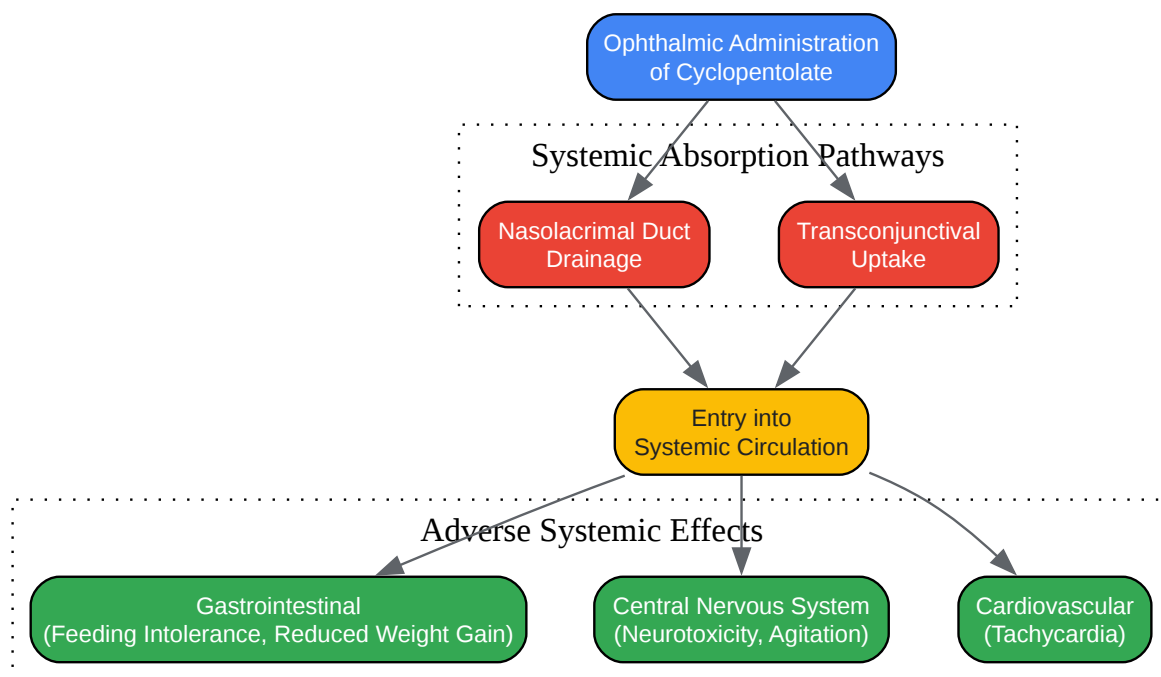 Ophthalmic Administration
of Cyclopentolate
Systemic Absorption Pathways
Nasolacrimal Duct
Drainage
Transconjunctival
Uptake
Entry into
Systemic Circulation
Adverse Systemic Effects
Gastrointestinal
(Feeding Intolerance, Reduced Weight Gain)
Central Nervous System
(Neurotoxicity, Agitation)
Cardiovascular
(Tachycardia)